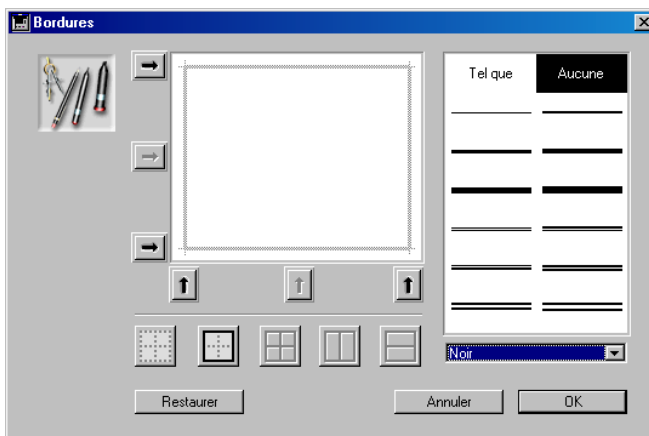 Bordures
Tel que
Aucune
Noir
Restaurer
Annuler
OK